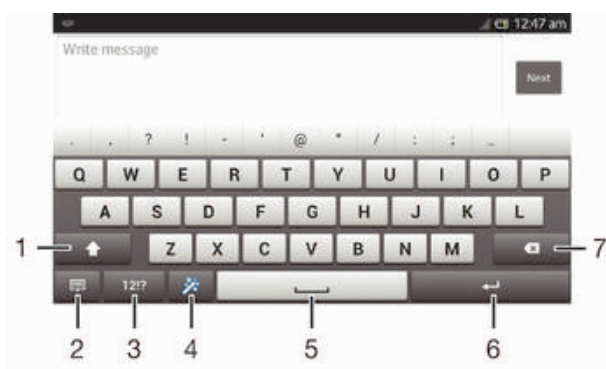 12:47 am
Write message
Next
. , ? ! - ' @ * / : ; _
Q W E R T Y U I O P
A S D F G H J K L
1 7
Z X C V B N M
12!?
2 3 4 5 6